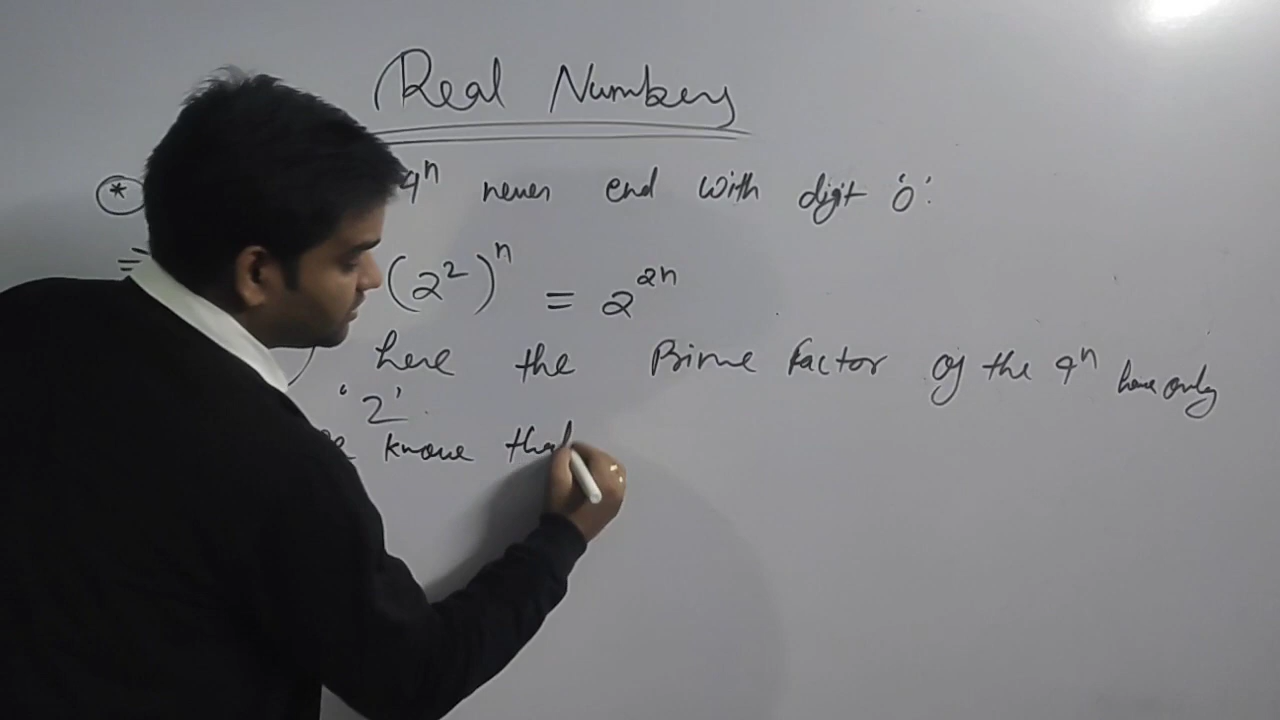 Real Numbers
* 4ⁿ never end with digit '0'.
= (2²)ⁿ = 2²ⁿ
here the Prime Factor of the 4ⁿ have only
'2'.
know that